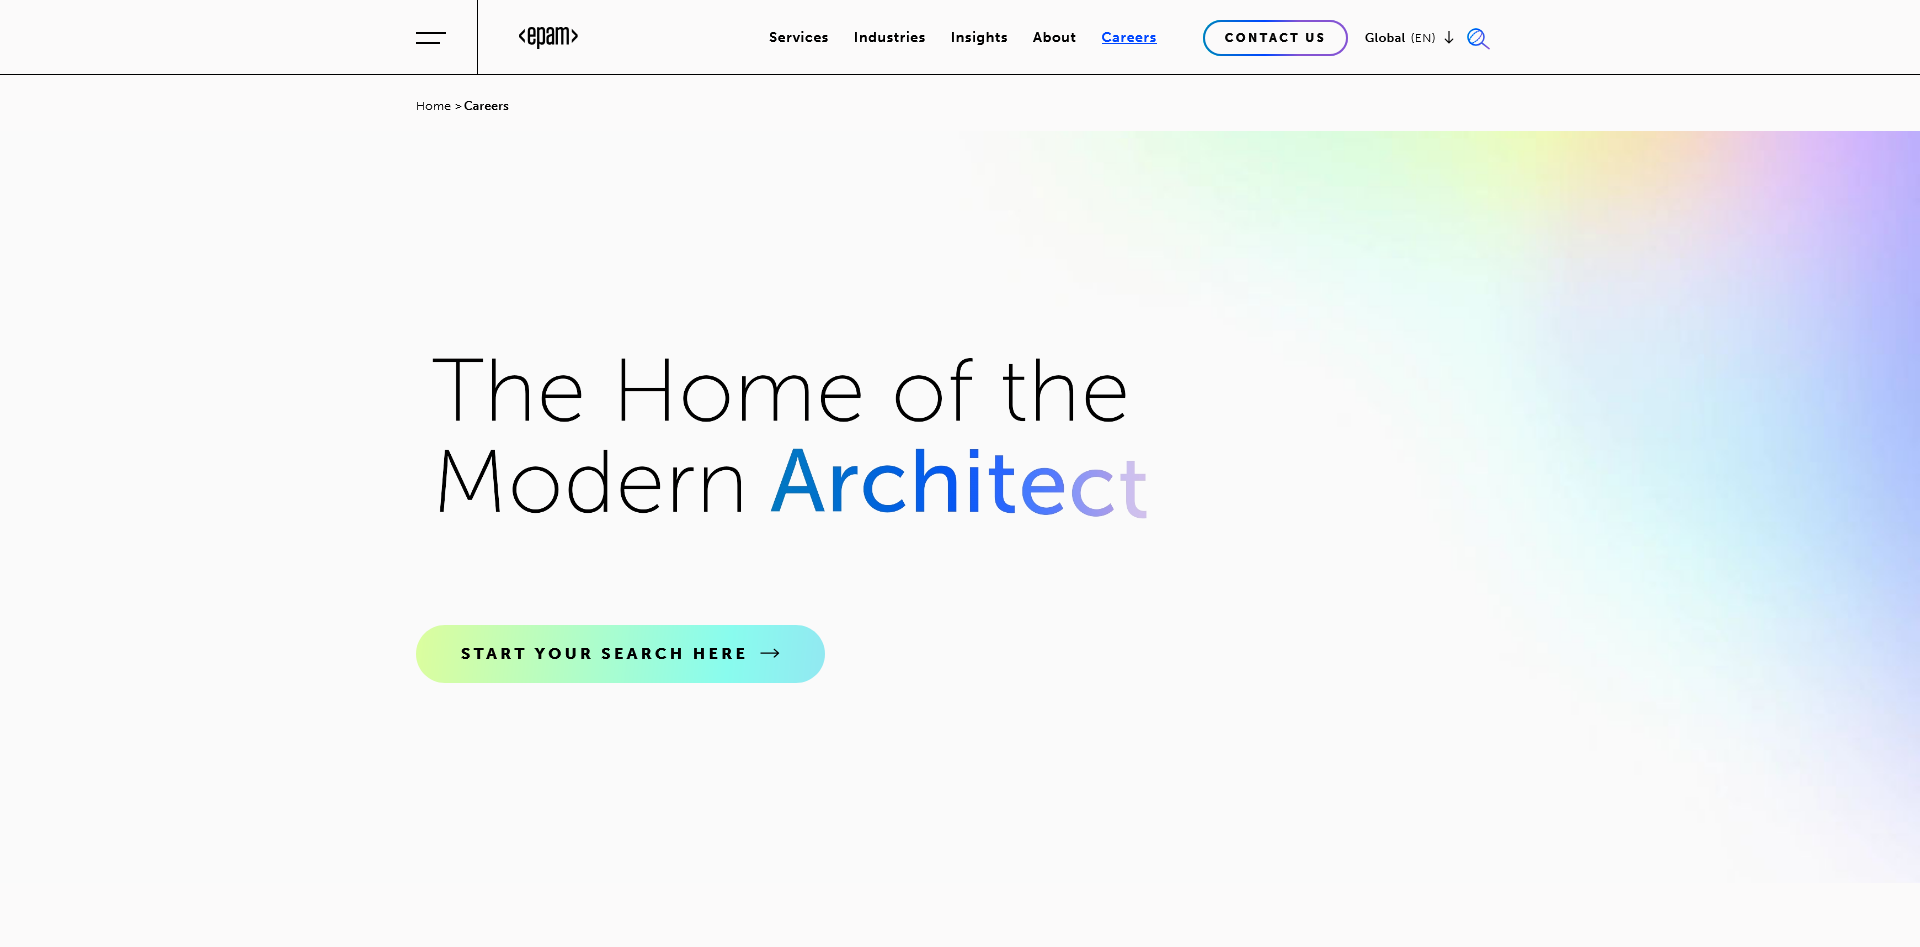 <epam> Services Industries Insights About Careers CONTACT US Global (EN)
Home > Careers
The Home of the
Modern Architect
START YOUR SEARCH HERE